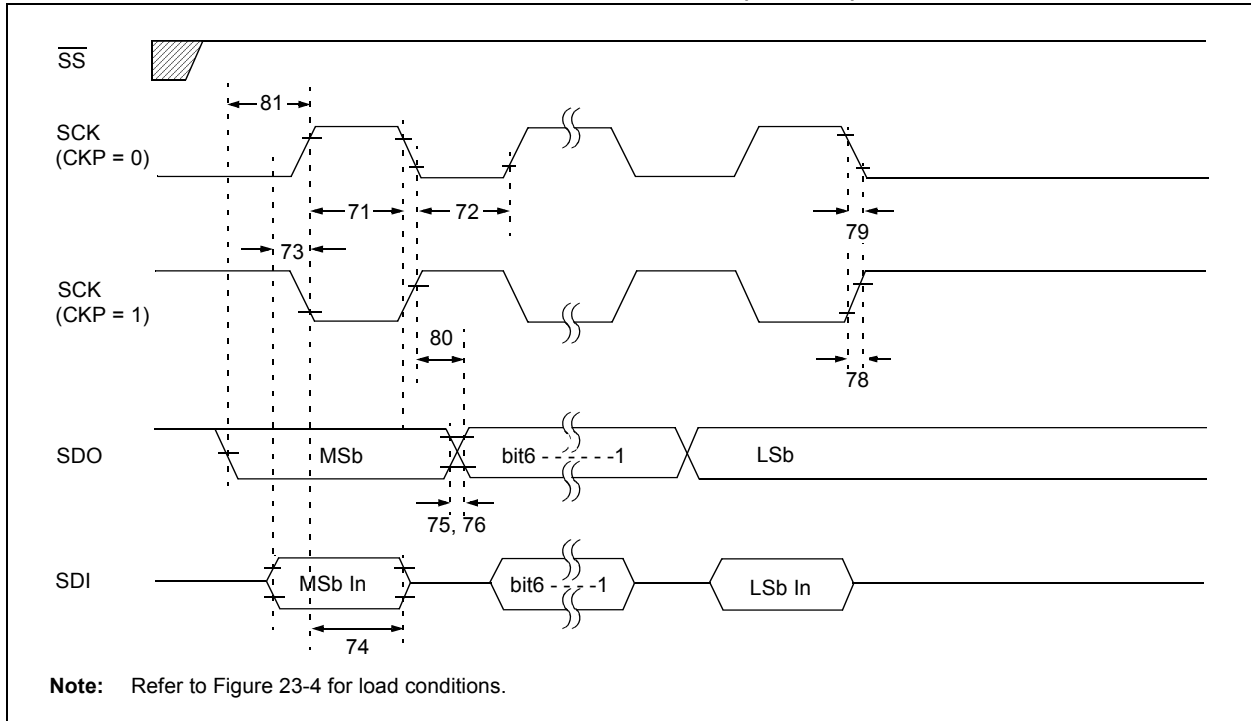 SS
81
SCK
(CKP = 0)
71
72
79
73
SCK
(CKP = 1)
80
78
SDO
MSb
bit6 - - - - - -1
LSb
75, 76
SDI
MSb In
bit6 - - - -1
LSb In
74
Note: Refer to Figure 23-4 for load conditions.